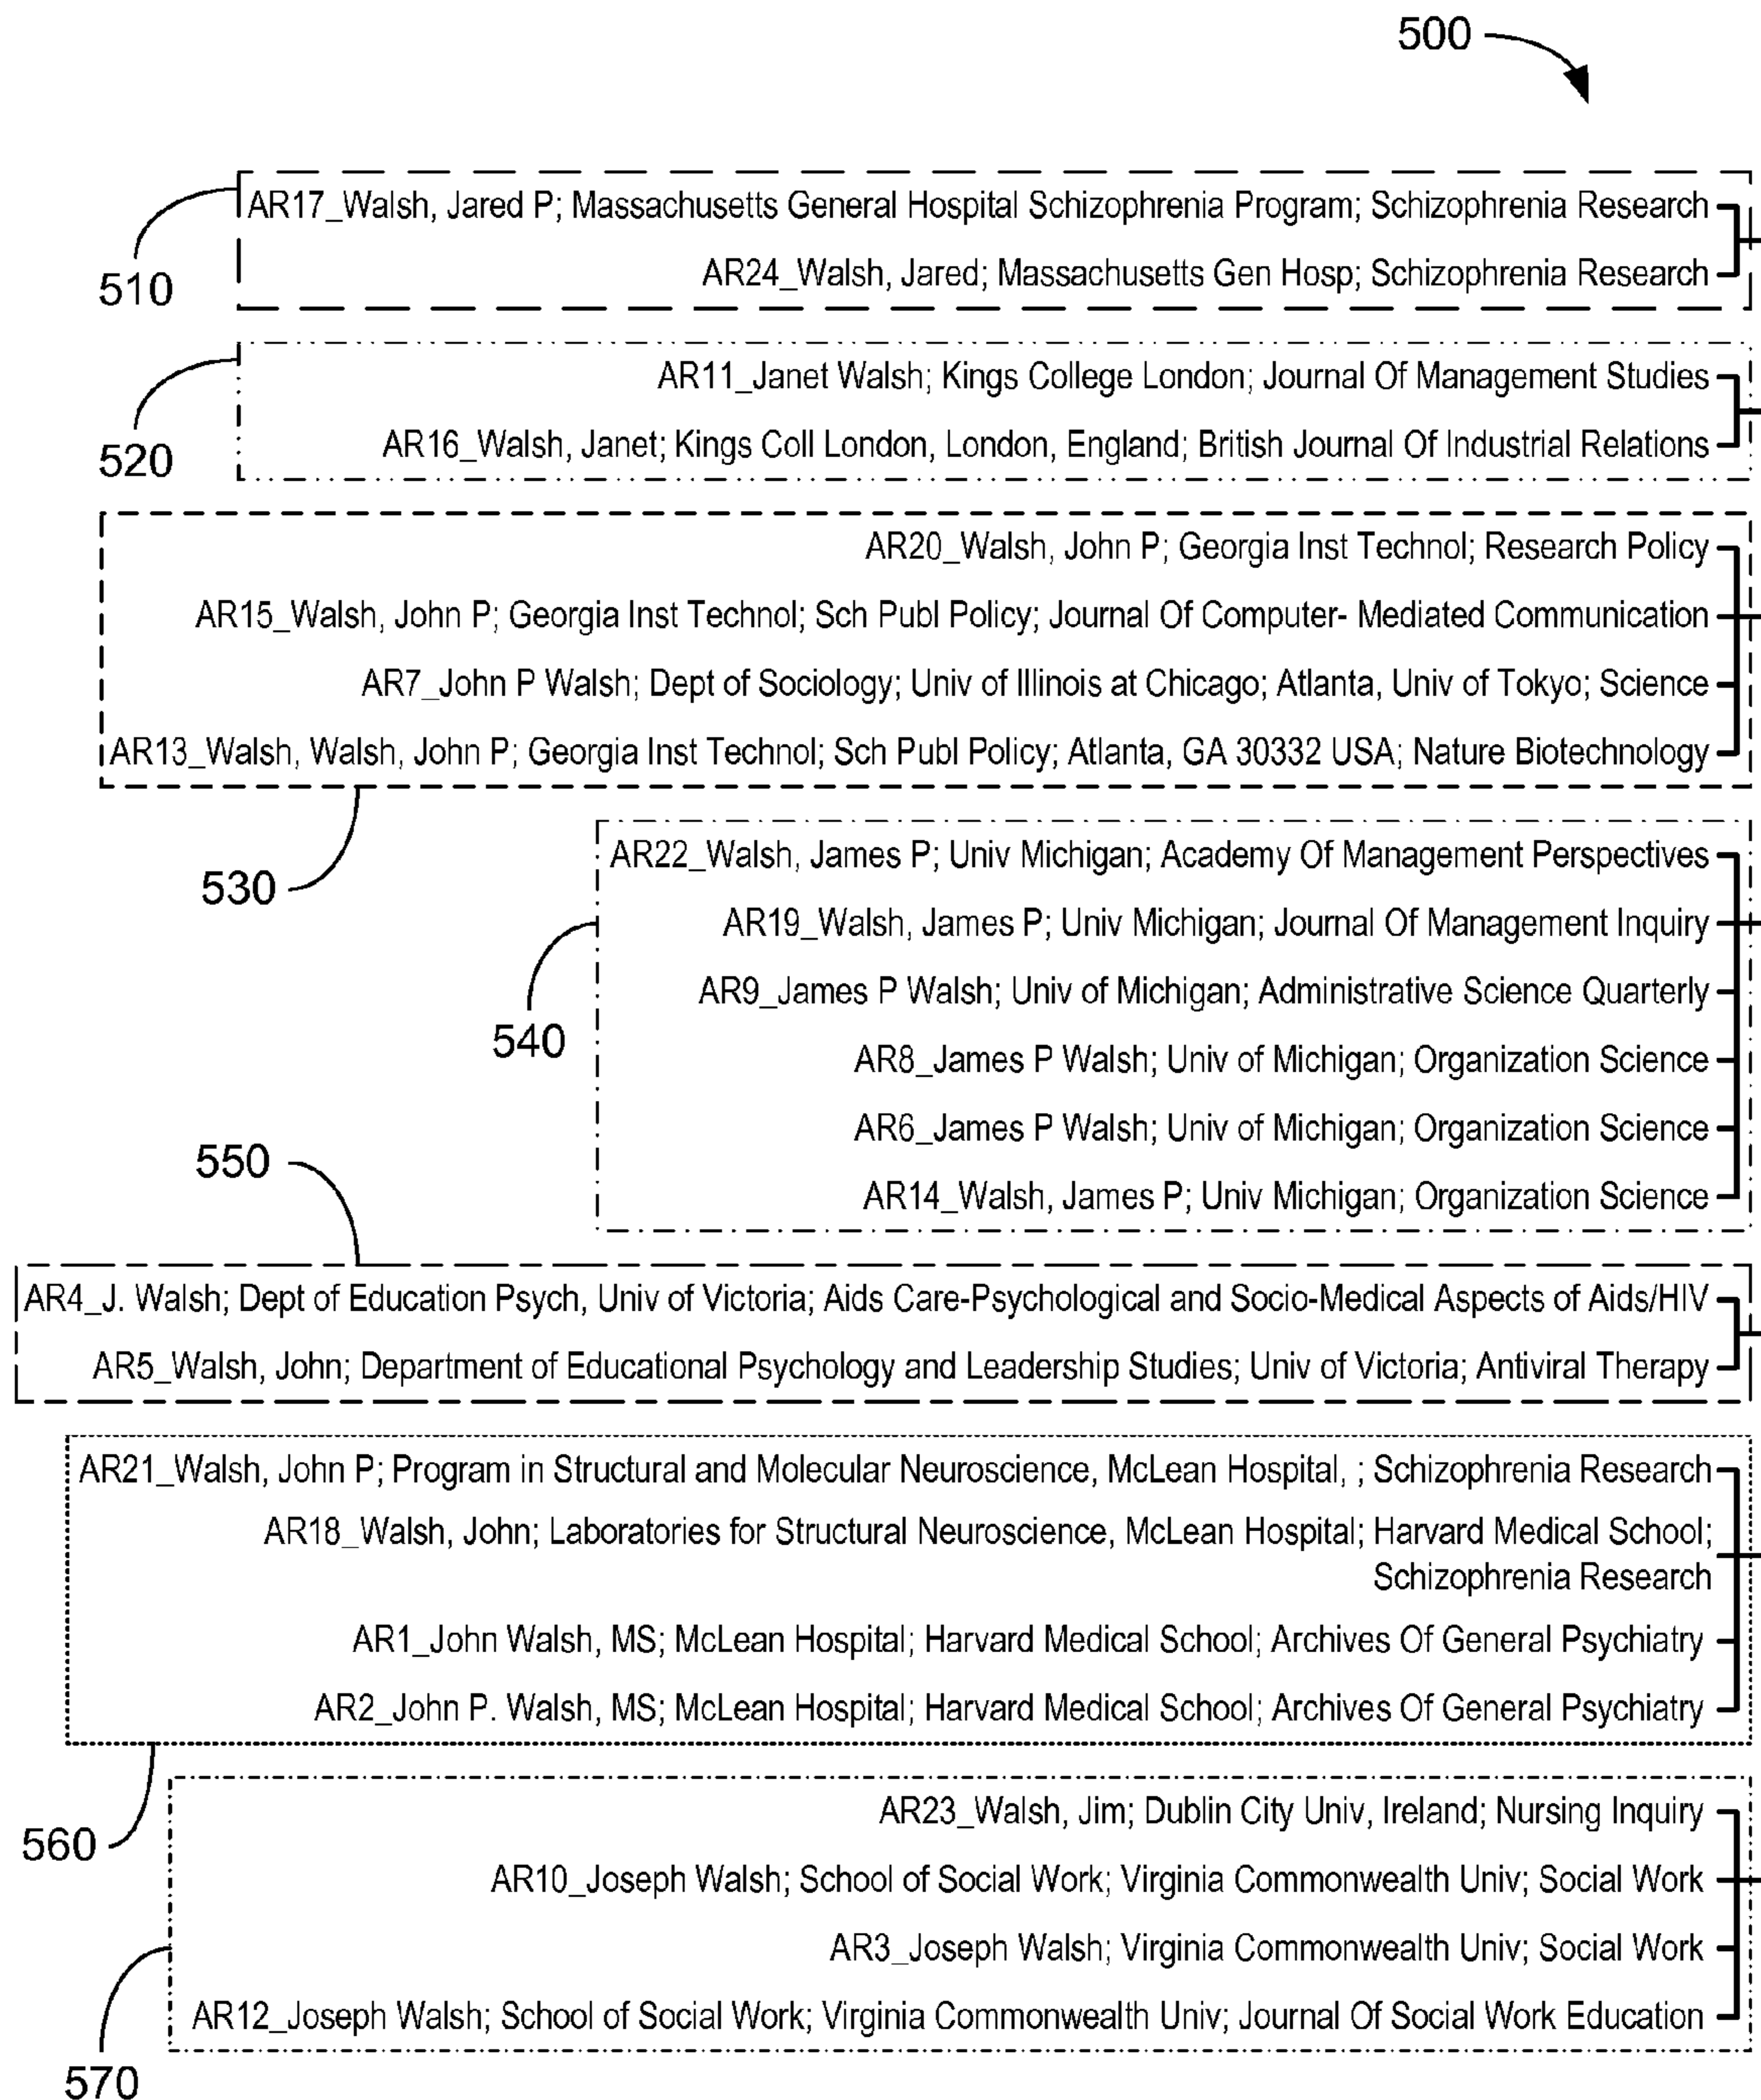 500
AR17_Walsh, Jared P; Massachusetts General Hospital Schizophrenia Program; Schizophrenia Research
AR24_Walsh, Jared; Massachusetts Gen Hosp; Schizophrenia Research
510
AR11_Janet Walsh; Kings College London; Journal Of Management Studies
AR16_Walsh, Janet; Kings Coll London, London, England; British Journal Of Industrial Relations
520
AR20_Walsh, John P; Georgia Inst Technol; Research Policy
AR15_Walsh, John P; Georgia Inst Technol; Sch Publ Policy; Journal Of Computer- Mediated Communication
AR7_John P Walsh; Dept of Sociology; Univ of Illinois at Chicago; Atlanta, Univ of Tokyo; Science
AR13_Walsh, Walsh, John P; Georgia Inst Technol; Sch Publ Policy; Atlanta, GA 30332 USA; Nature Biotechnology
530
AR22_Walsh, James P; Univ Michigan; Academy Of Management Perspectives
AR19_Walsh, James P; Univ Michigan; Journal Of Management Inquiry
AR9_James P Walsh; Univ of Michigan; Administrative Science Quarterly
540
AR8_James P Walsh; Univ of Michigan; Organization Science
AR6_James P Walsh; Univ of Michigan; Organization Science
AR14_Walsh, James P; Univ Michigan; Organization Science
550
AR4_J. Walsh; Dept of Education Psych, Univ of Victoria; Aids Care-Psychological and Socio-Medical Aspects of Aids/HIV
AR5_Walsh, John; Department of Educational Psychology and Leadership Studies; Univ of Victoria; Antiviral Therapy
AR21_Walsh, John P; Program in Structural and Molecular Neuroscience, McLean Hospital, ; Schizophrenia Research
AR18_Walsh, John; Laboratories for Structural Neuroscience, McLean Hospital; Harvard Medical School;
Schizophrenia Research
AR1_John Walsh, MS; McLean Hospital; Harvard Medical School; Archives Of General Psychiatry
AR2_John P. Walsh, MS; McLean Hospital; Harvard Medical School; Archives Of General Psychiatry
560
AR23_Walsh, Jim; Dublin City Univ, Ireland; Nursing Inquiry
AR10_Joseph Walsh; School of Social Work; Virginia Commonwealth Univ; Social Work
AR3_Joseph Walsh; Virginia Commonwealth Univ; Social Work
AR12_Joseph Walsh; School of Social Work; Virginia Commonwealth Univ; Journal Of Social Work Education
570